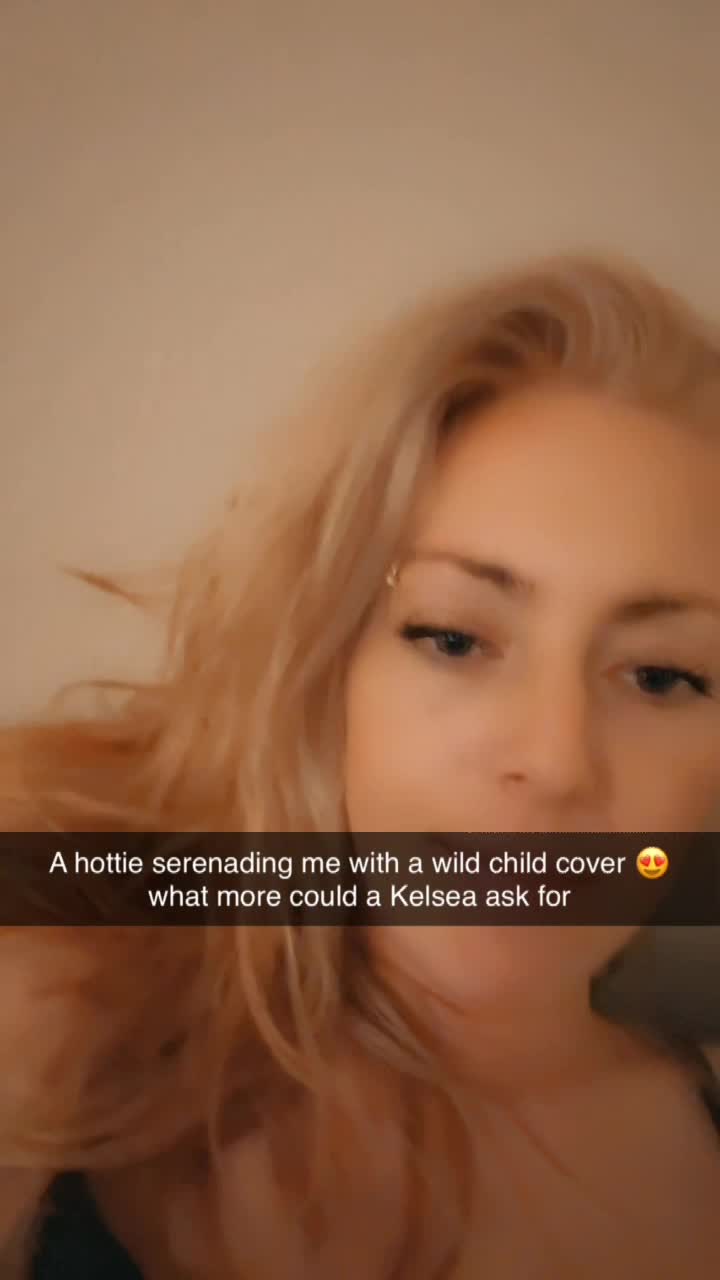 A hottie serenading me with a wild child cover 😍
what more could a Kelsea ask for